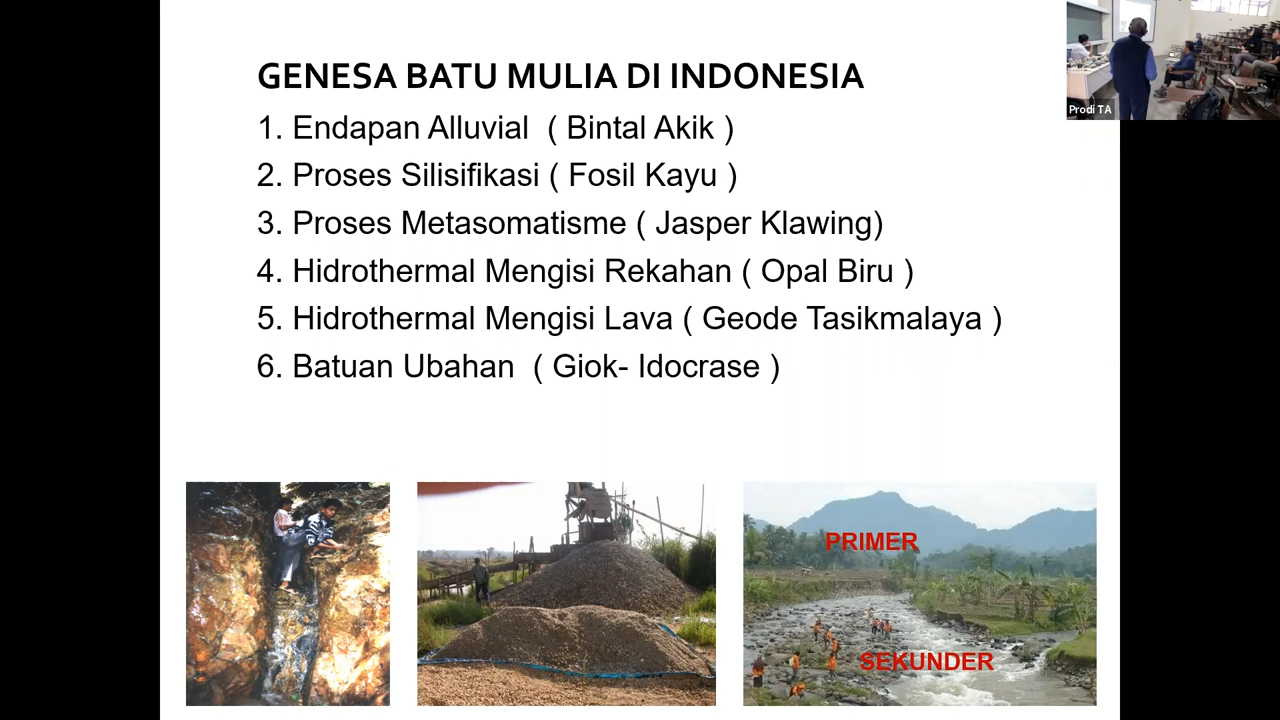 GENESA BATU MULIA DI INDONESIA
1. Endapan Alluvial ( Bintal Akik )
2. Proses Silisifikasi ( Fosil Kayu )
3. Proses Metasomatisme ( Jasper Klawing)
4. Hidrothermal Mengisi Rekahan ( Opal Biru )
5. Hidrothermal Mengisi Lava ( Geode Tasikmalaya )
6. Batuan Ubahan ( Giok- Idocrase )
PRIMER
SEKUNDER
Prodi TA